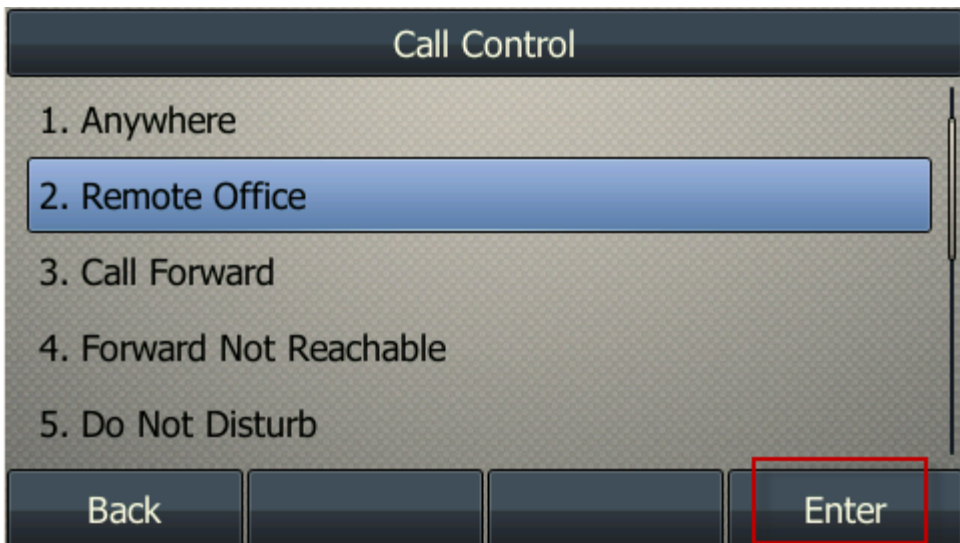 Call Control
1. Anywhere
2. Remote Office
3. Call Forward
4. Forward Not Reachable
5. Do Not Disturb
Back Enter